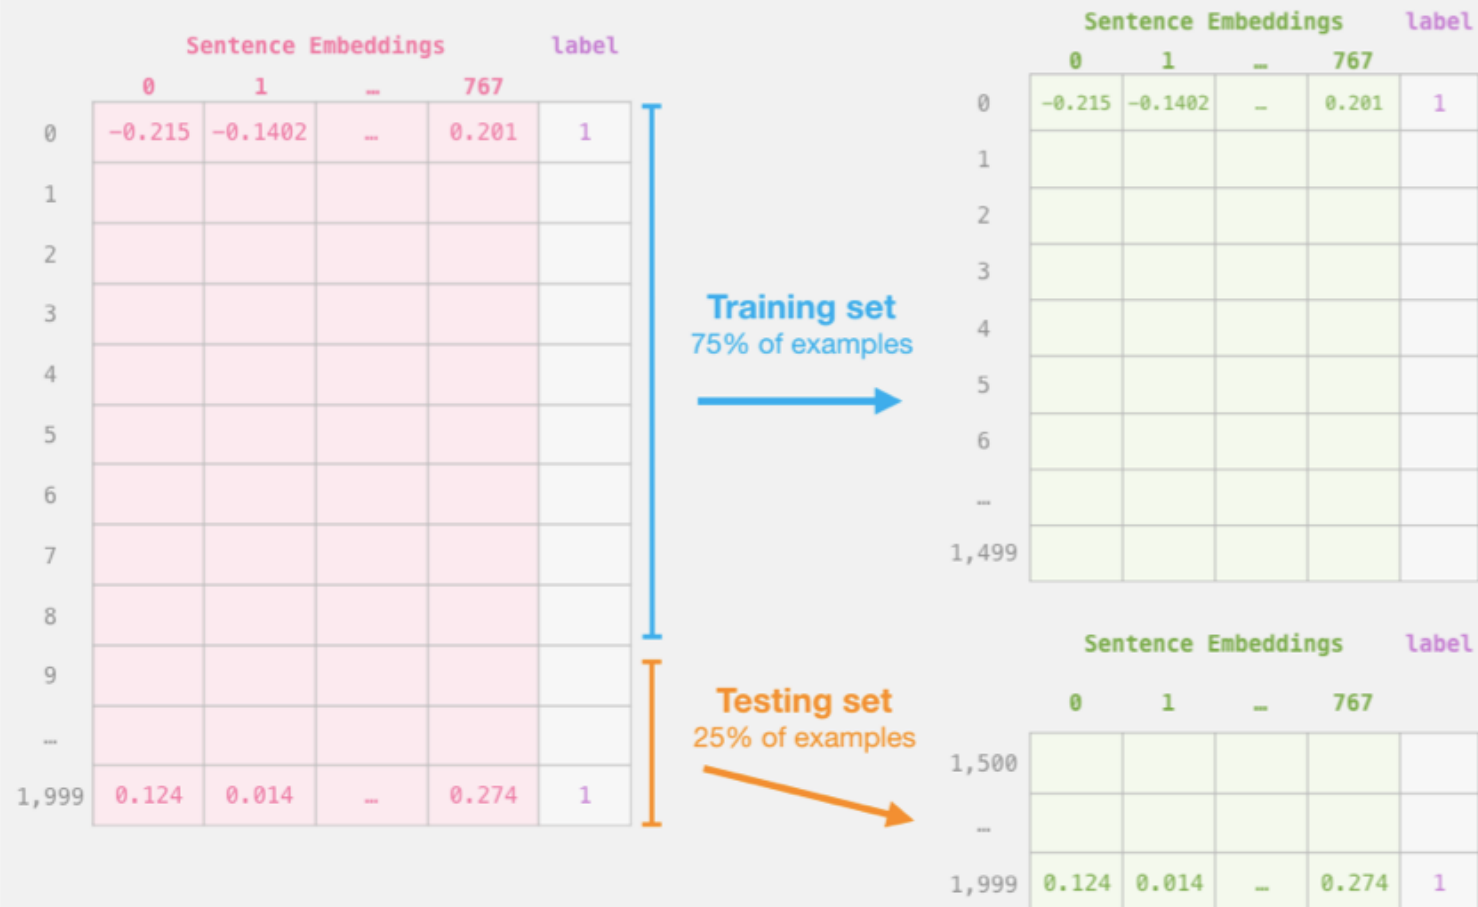 Sentence Embeddings label
0 1 … 767
0 -0.215 -0.1402 … 0.201 1
1
2
3
4
5
6
7
8
9
…
1,999 0.124 0.014 … 0.274 1
Training set
75% of examples
Testing set
25% of examples
Sentence Embeddings label
0 1 … 767
0 -0.215 -0.1402 … 0.201 1
1
2
3
4
5
6
…
1,499
Sentence Embeddings label
0 1 … 767
1,500
…
1,999 0.124 0.014 … 0.274 1